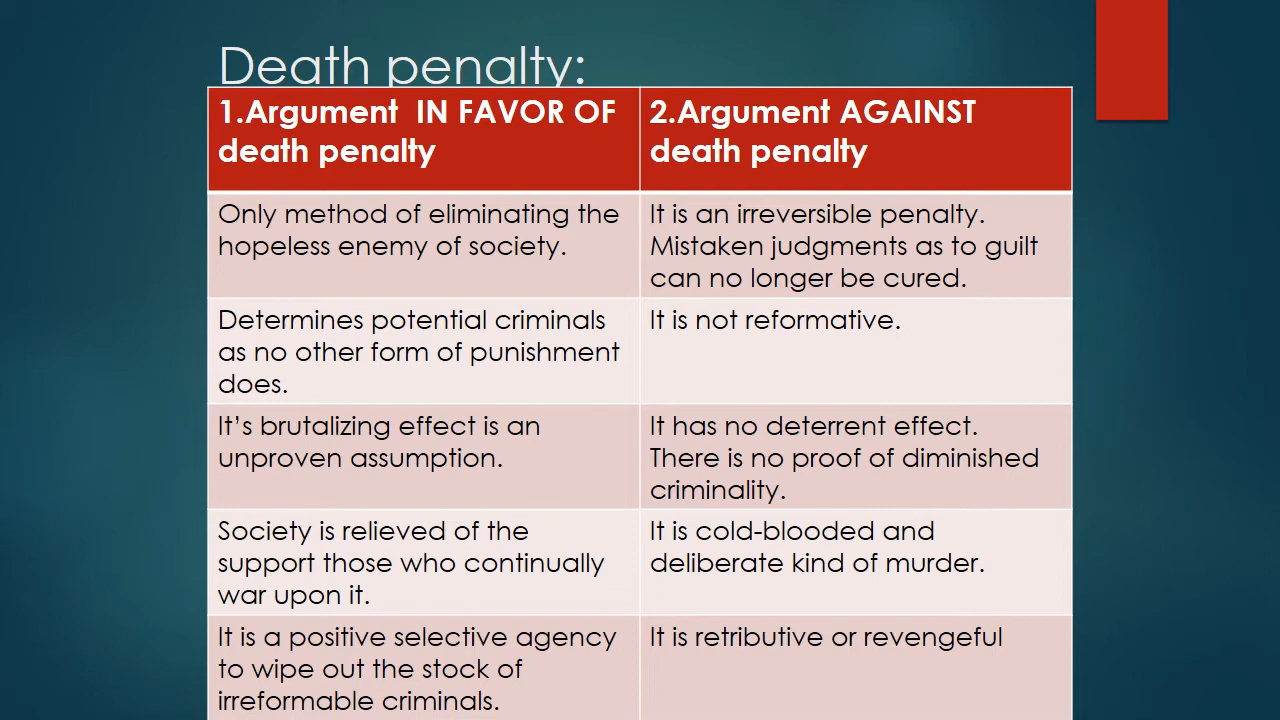 Death penalty:
1.Argument  IN FAVOR OF
death penalty
2.Argument AGAINST
death penalty
Only method of eliminating the
hopeless enemy of society.
It is an irreversible penalty.
Mistaken judgments as to guilt
can no longer be cured.
Determines potential criminals
as no other form of punishment
does.
It is not reformative.
It’s brutalizing effect is an
unproven assumption.
It has no deterrent effect.
There is no proof of diminished
criminality.
Society is relieved of the
support those who continually
war upon it.
It is cold-blooded and
deliberate kind of murder.
It is a positive selective agency
to wipe out the stock of
irreformable criminals.
It is retributive or revengeful